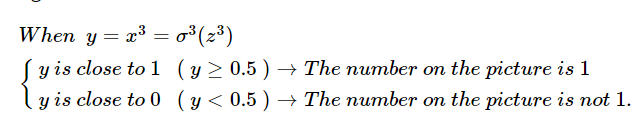 When y = x³ = σ³(z³)
{ y is close to 1 ( y ≥ 0.5 ) → The number on the picture is 1
y is close to 0 ( y < 0.5 ) → The number on the picture is not 1.